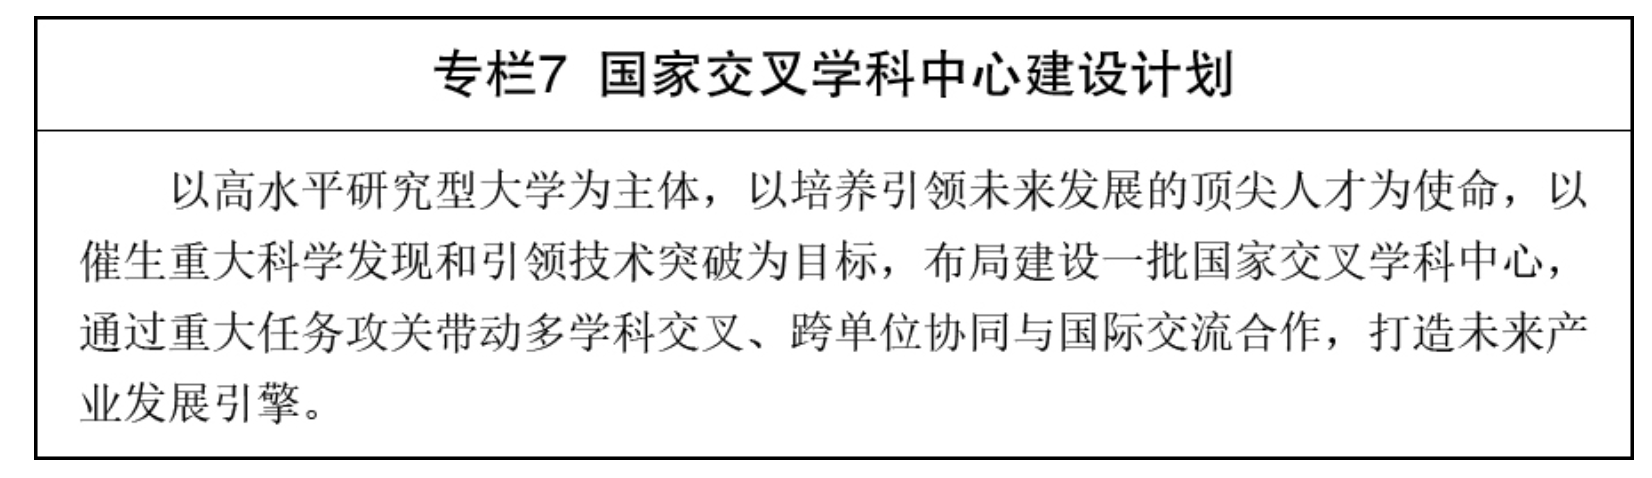 专栏7 国家交叉学科中心建设计划
以高水平研究型大学为主体，以培养引领未来发展的顶尖人才为使命，以
催生重大科学发现和引领技术突破为目标，布局建设一批国家交叉学科中心，
通过重大任务攻关带动多学科交叉、跨单位协同与国际交流合作，打造未来产
业发展引擎。